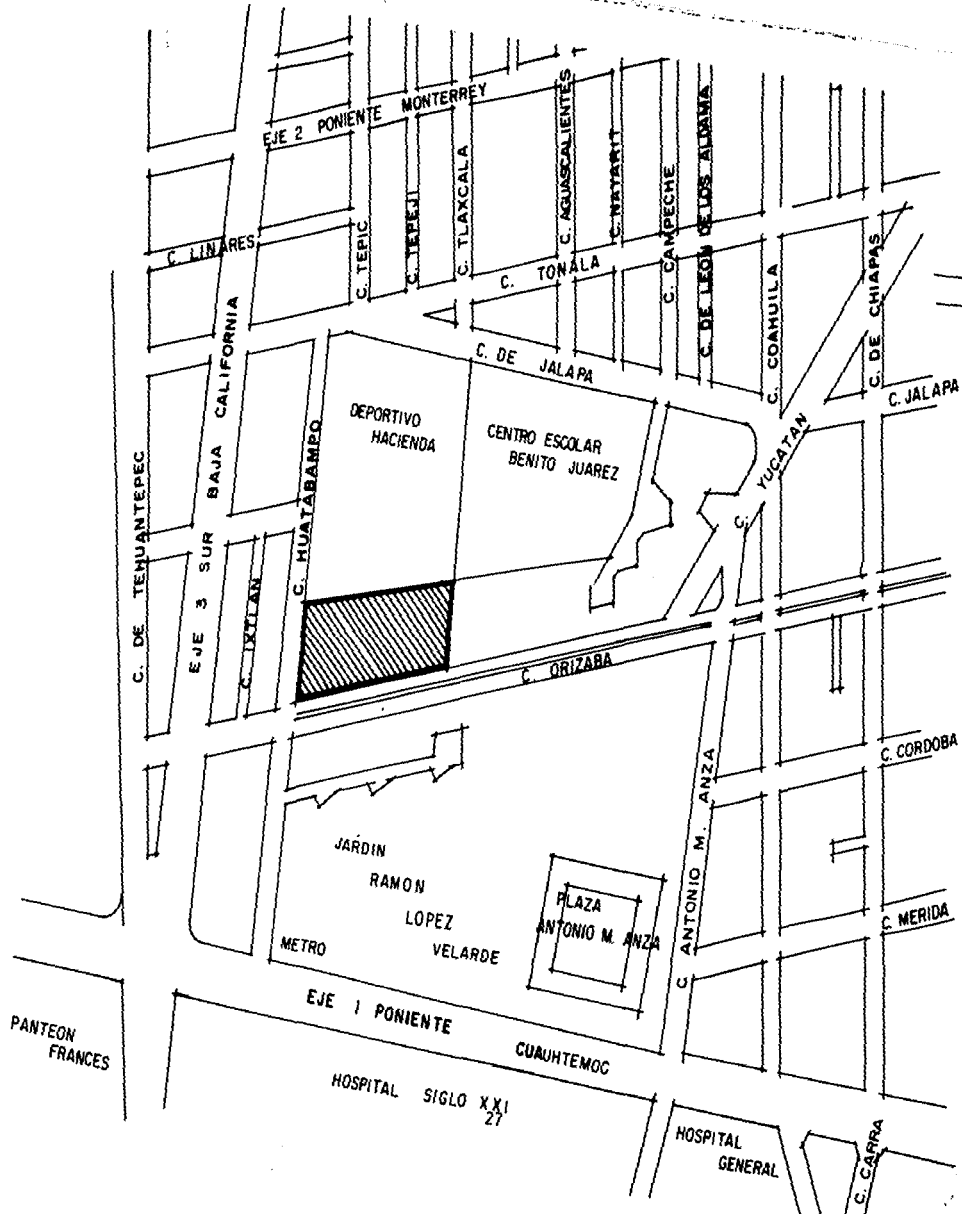 EJE 2 PONIENTE MONTERREY
C. LINARES
C. TEPIC
C. TEPEJI
C. TLAXCALA
C. AGUASCALIENTES
C. NAYARIT
C. CAMPECHE
C. DE LEON DE LOS ALDAMA
C. COAHUILA
C. DE CHIAPAS
C. TONALA
C. DE JALAPA
C. JALAPA
C. YUCATAN
C. DE TEHUANTEPEC
EJE 3 SUR BAJA CALIFORNIA
C. HUATABAMPO
C. IXTLAN
DEPORTIVO
HACIENDA
CENTRO ESCOLAR
BENITO JUAREZ
C. ORIZABA
C. CORDOBA
C. MERIDA
C ANTONIO M. ANZA
JARDIN
RAMON
LOPEZ
VELARDE
PLAZA
ANTONIO M. ANZA
METRO
EJE 1 PONIENTE CUAUHTEMOC
PANTEON
FRANCES
HOSPITAL SIGLO XXI
27
HOSPITAL
GENERAL
C. CARRA